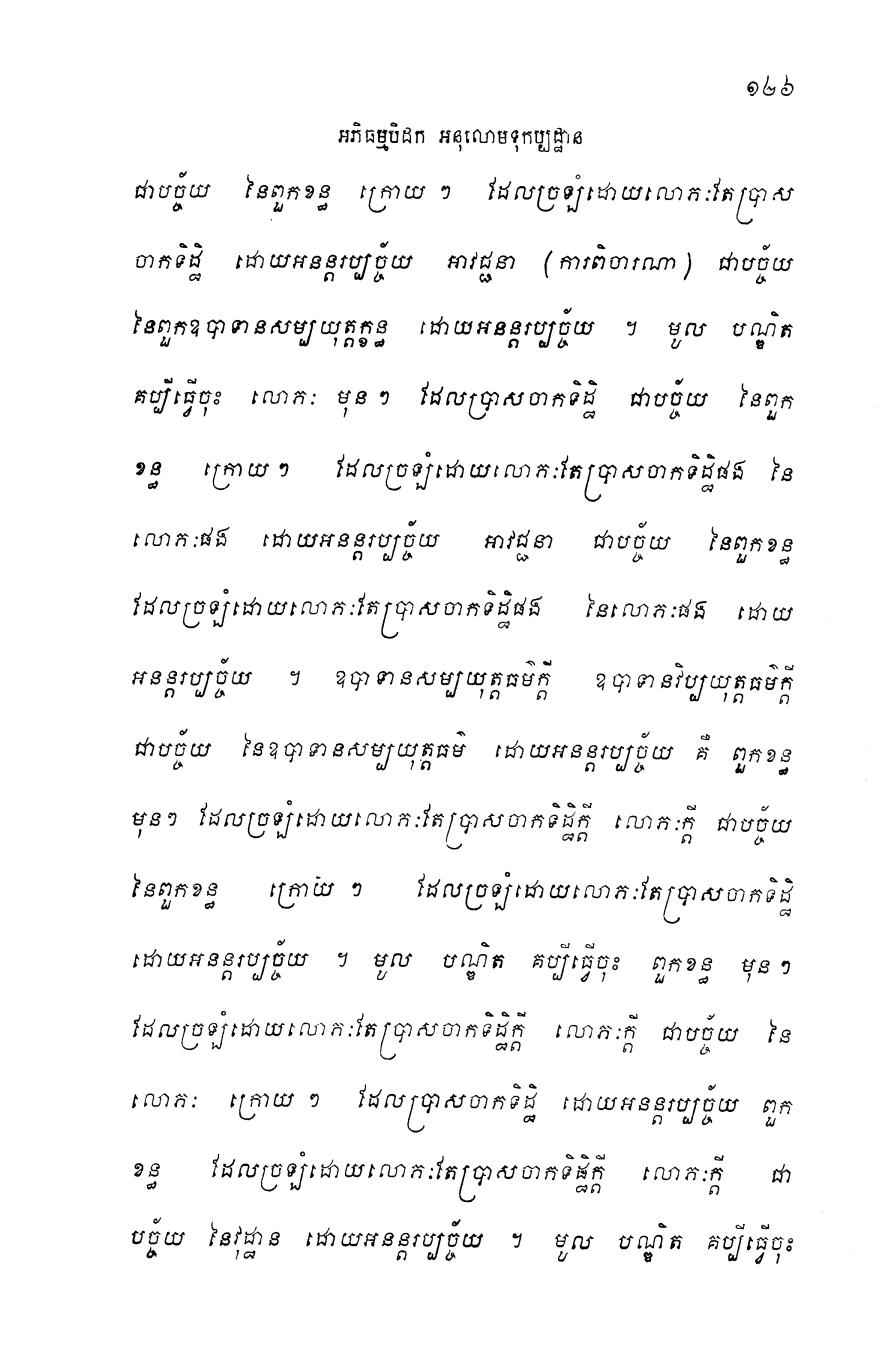 ១២៦
អភិធម្មបិដក អនុលោមទុកប្បដ្ឋាន
ជាបច្ច័យ នៃពួកខន្ធ ក្រោយ ៗ ដែលច្រឡំដោយលោភៈតែប្រាស
ចាកទិដ្ឋិ ដោយអនន្តរប្បច្ច័យ អាវជ្ជនា (ការពិចារណា) ជាបច្ច័យ
នៃពួកឧបាទានសម្បយុត្តក្ខន្ធ ដោយអនន្តរប្បច្ច័យ ។ មូល បណ្ឌិត
គប្បីធ្វើចុះ លោភៈ មុន ៗ ដែលប្រាសចាកទិដ្ឋិ ជាបច្ច័យ នៃពួក
ខន្ធ ក្រោយ ៗ ដែលច្រឡំដោយលោភៈតែប្រាសចាកទិដ្ឋិផង នៃ
លោភៈផង ដោយអនន្តរប្បច្ច័យ អាវជ្ជនា ជាបច្ច័យ នៃពួកខន្ធ
ដែលច្រឡំដោយលោភៈតែប្រាសចាកទិដ្ឋិផង នៃលោភៈផង ដោយ
អនន្តរប្បច្ច័យ ។ ឧបាទានសម្បយុត្តធម៌ក្តី ឧបាទានវិប្បយុត្តធម៌ក្តី
ជាបច្ច័យ នៃឧបាទានសម្បយុត្តធម៌ ដោយអនន្តរប្បច្ច័យ គឺ ពួកខន្ធ
មុនៗ ដែលច្រឡំដោយលោភៈតែប្រាសចាកទិដ្ឋិក្តី លោភៈក្តី ជាបច្ច័យ
នៃពួកខន្ធ ក្រោយ ៗ ដែលច្រឡំដោយលោភៈតែប្រាសចាកទិដ្ឋិ
ដោយអនន្តរប្បច្ច័យ ។ មូល បណ្ឌិត គប្បីធ្វើចុះ ពួកខន្ធ មុន ៗ
ដែលច្រឡំដោយលោភៈតែប្រាសចាកទិដ្ឋិក្តី លោភៈក្តី ជាបច្ច័យ នៃ
លោភៈ ក្រោយ ៗ ដែលប្រាសចាកទិដ្ឋិ ដោយអនន្តរប្បច្ច័យ ពួក
ខន្ធ ដែលច្រឡំដោយលោភៈតែប្រាសចាកទិដ្ឋិក្តី លោភៈក្តី ជា
បច្ច័យ នៃវុដ្ឋាន ដោយអនន្តរប្បច្ច័យ ។ មូល បណ្ឌិត គប្បីធ្វើចុះ